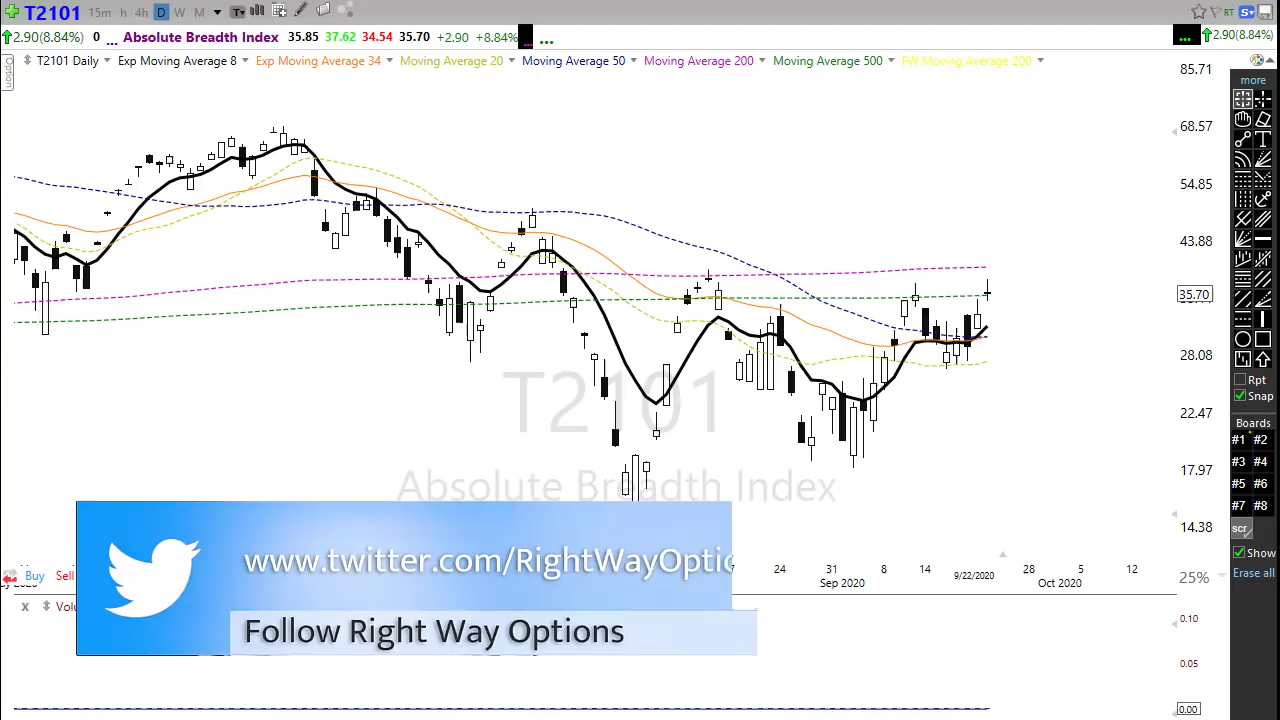 T2101 15m h 4h D W M T RT S
2.90(8.84%) 0 ... Absolute Breadth Index 35.85 37.62 34.54 35.70 +2.90 +8.84% ... ... 2.90(8.84%)
Option
T2101 Daily Exp Moving Average 8 Exp Moving Average 34 Moving Average 20 Moving Average 50 Moving Average 200 Moving Average 500 FW Moving Average 200
85.71
68.57
54.85
43.88
35.70
28.08
22.47
17.97
14.38
T2101
Absolute Breadth Index
www.twitter.com/RightWayOptio
Follow Right Way Options
Buy Sell
24 31 8 14 9/22/2020 28 5 12
Sep 2020 Oct 2020
25%
x Volu
0.10
0.05
0.00
more
Rpt
Snap
Boards
#1 #2
#3 #4
#5 #6
#7 #8
scr
Show
Erase all